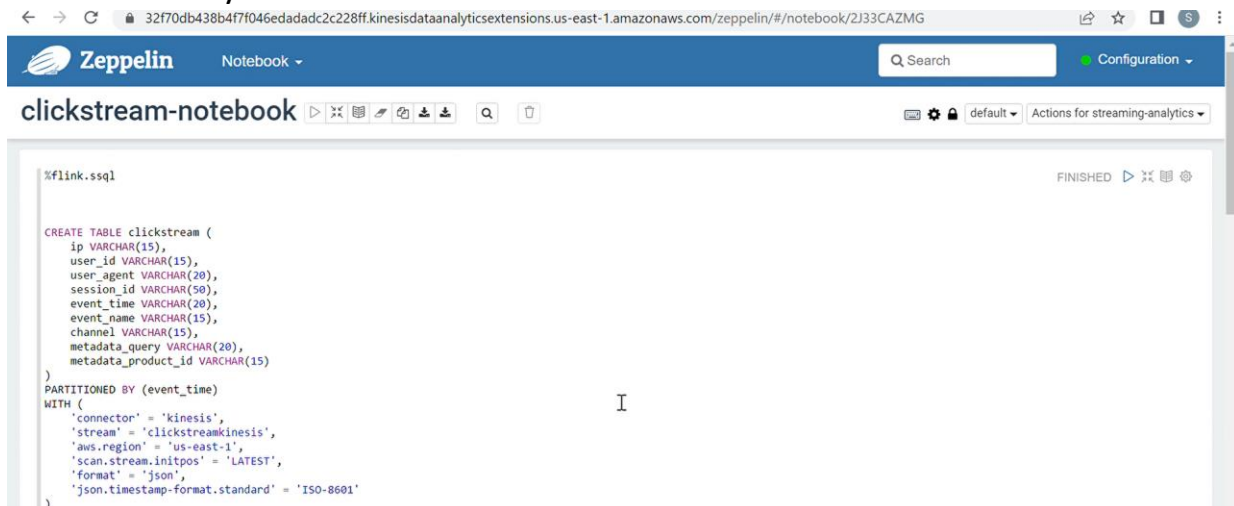 32f70db438b4f7f046edadadc2c228ff.kinesisdataanalyticsextensions.us-east-1.amazonaws.com/zeppelin/#/notebook/2J33CAZMG S
Zeppelin Notebook Search Configuration
clickstream-notebook default Actions for streaming-analytics
%flink.ssql FINISHED
CREATE TABLE clickstream (
ip VARCHAR(15),
user_id VARCHAR(15),
user_agent VARCHAR(20),
session_id VARCHAR(50),
event_time VARCHAR(20),
event_name VARCHAR(15),
channel VARCHAR(15),
metadata_query VARCHAR(20),
metadata_product_id VARCHAR(15)
)
PARTITIONED BY (event_time)
WITH (
'connector' = 'kinesis',
'stream' = 'clickstreamkinesis',
'aws.region' = 'us-east-1',
'scan.stream.initpos' = 'LATEST',
'format' = 'json',
'json.timestamp-format.standard' = 'ISO-8601'
)